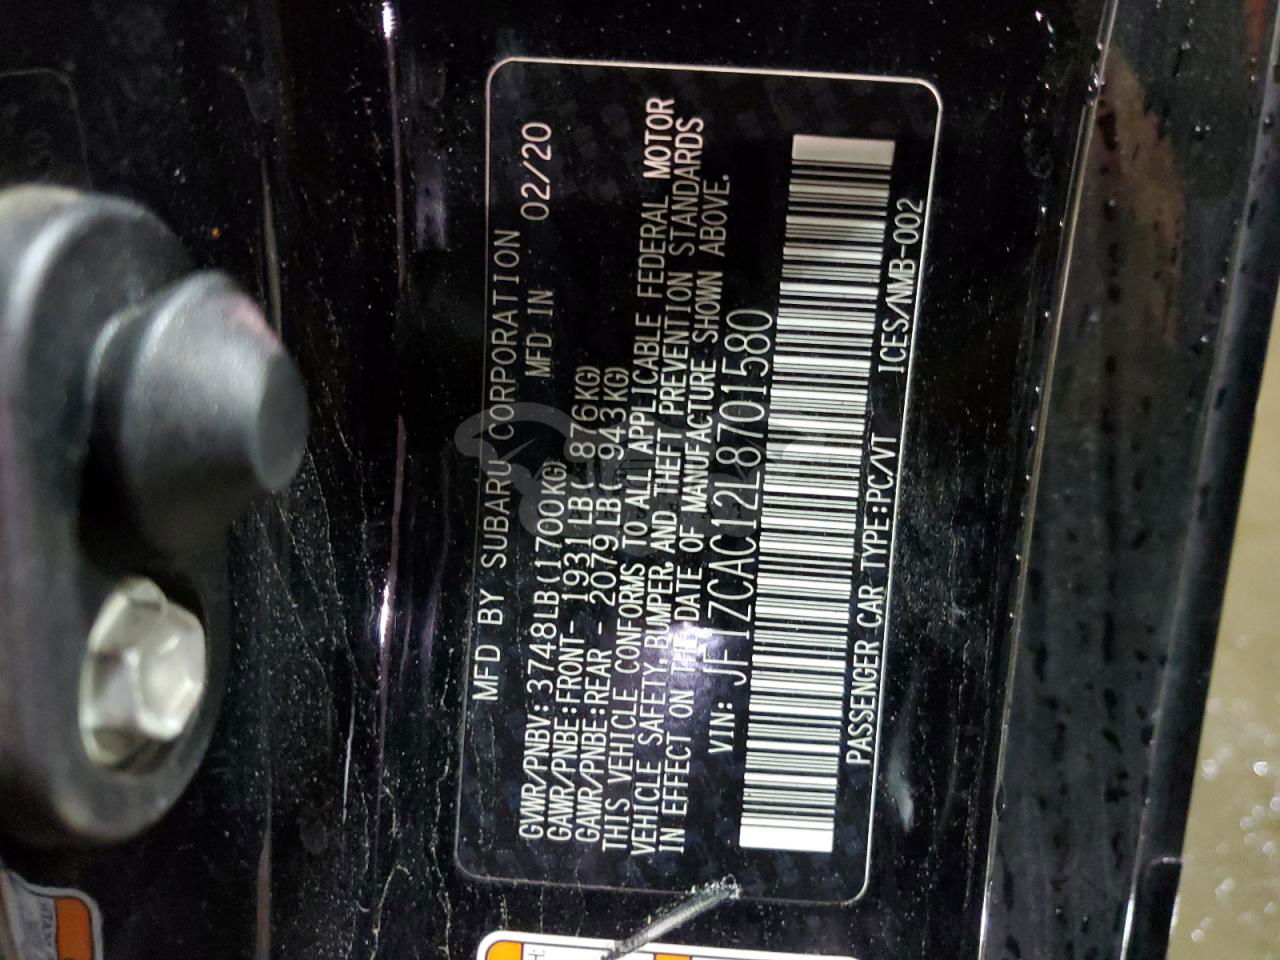 MFD BY SUBARU CORPORATION
MFD IN 02/20
GVWR/PNBV:3748LB(1700KG)
GAWR/PNBE:FRONT- 1931LB( 876KG)
GAWR/PNBE:REAR - 2079LB( 943KG)
THIS VEHICLE CONFORMS TO ALL APPLICABLE FEDERAL MOTOR
VEHICLE SAFETY,BUMPER,AND THEFT PREVENTION STANDARDS
IN EFFECT ON THE DATE OF MANUFACTURE SHOWN ABOVE.
VIN: JF1ZCAC12L8701580
PASSENGER CAR TYPE:PC/VT ICES/NMB-002